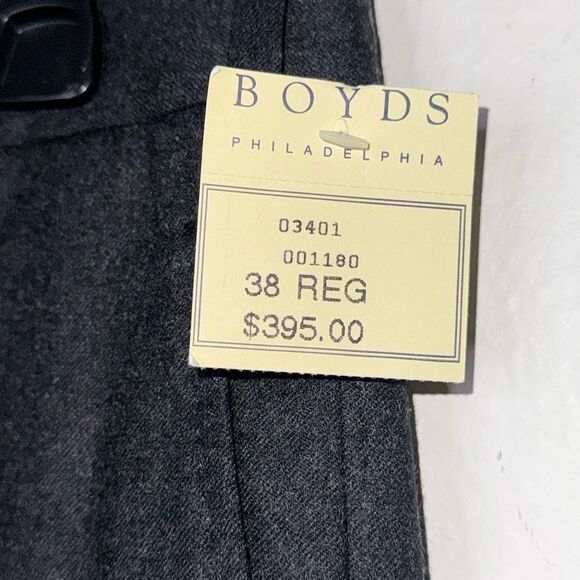 BOYDS
PHILADELPHIA
03401
001180
38 REG
$395.00